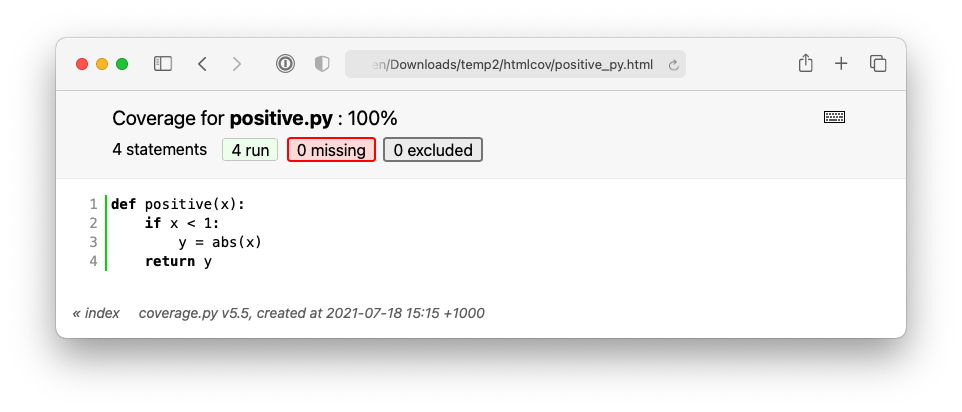 en/Downloads/temp2/htmlcov/positive_py.html
Coverage for positive.py : 100%
4 statements 4 run 0 missing 0 excluded
1 def positive(x):
2     if x < 1:
3         y = abs(x)
4     return y
« index coverage.py v5.5, created at 2021-07-18 15:15 +1000